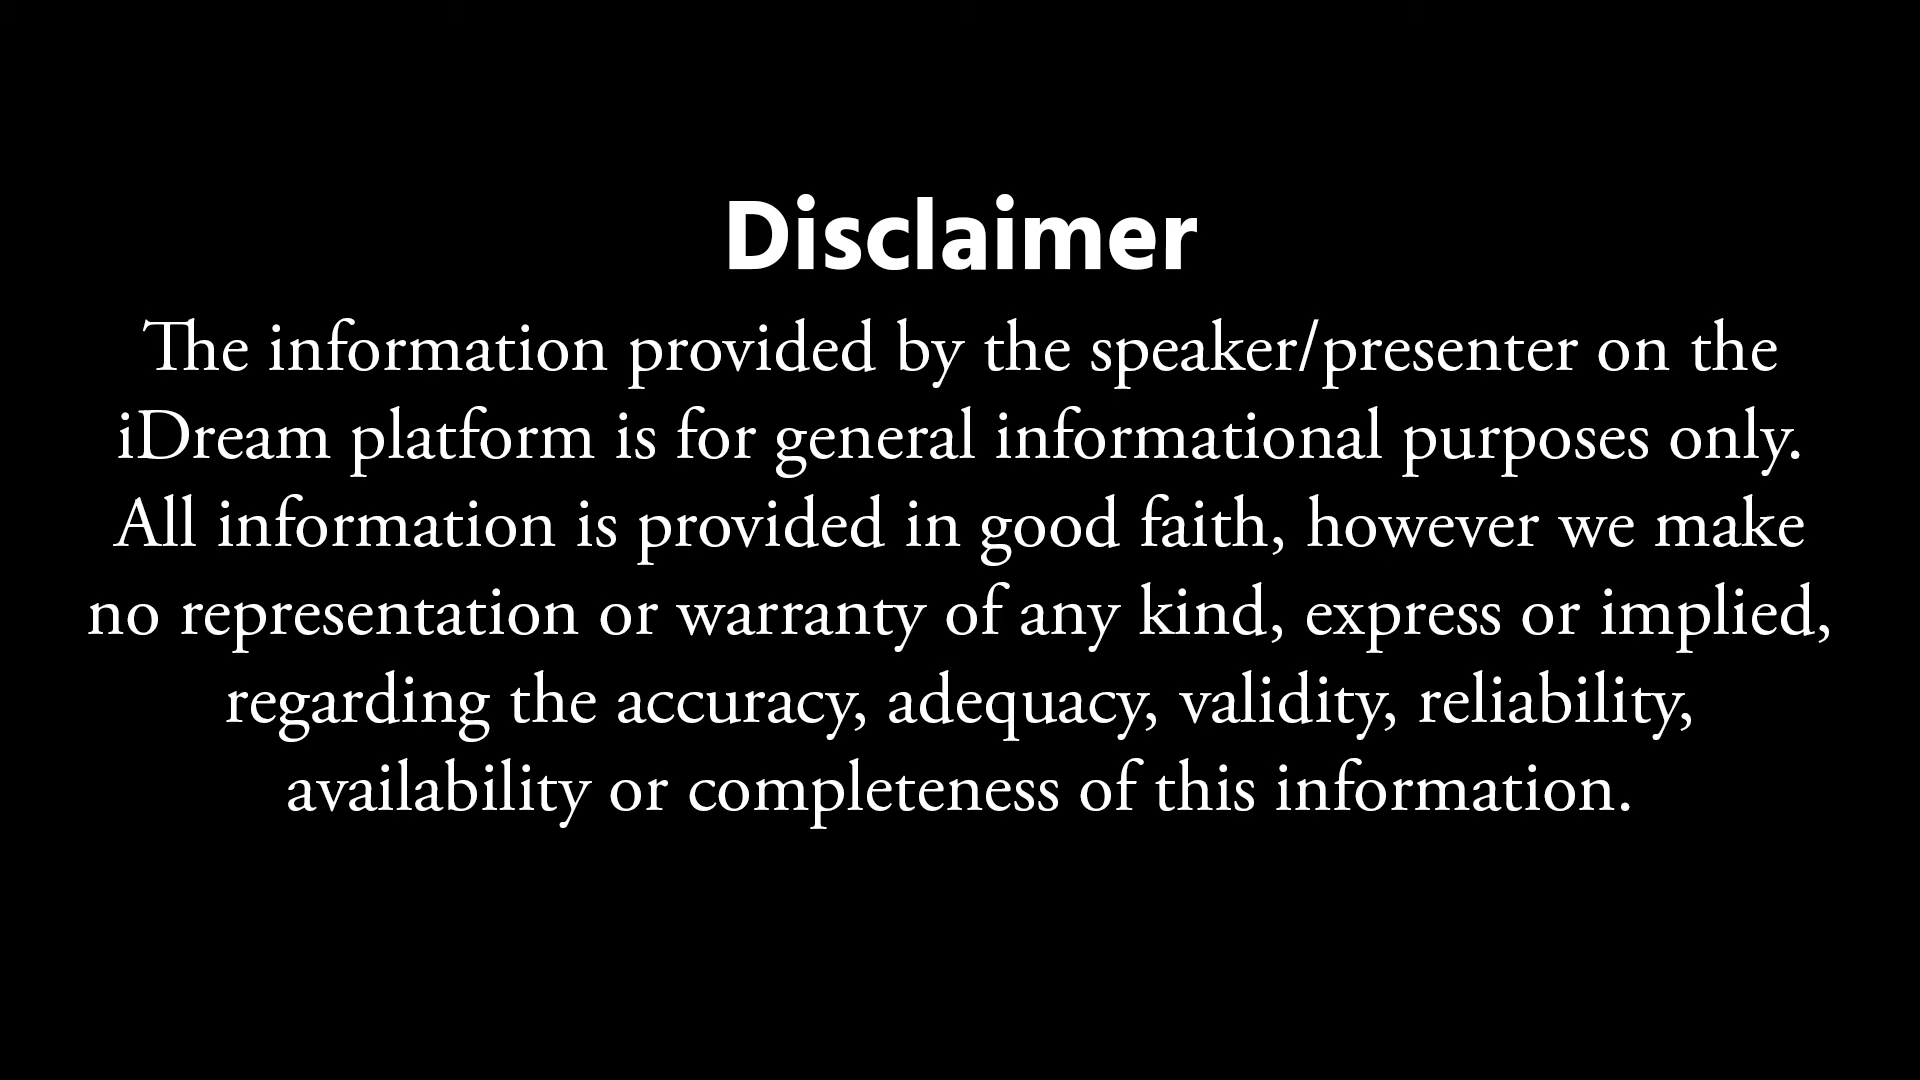 Disclaimer
The information provided by the speaker/presenter on the
iDream platform is for general informational purposes only.
All information is provided in good faith, however we make
no representation or warranty of any kind, express or implied,
regarding the accuracy, adequacy, validity, reliability,
availability or completeness of this information.